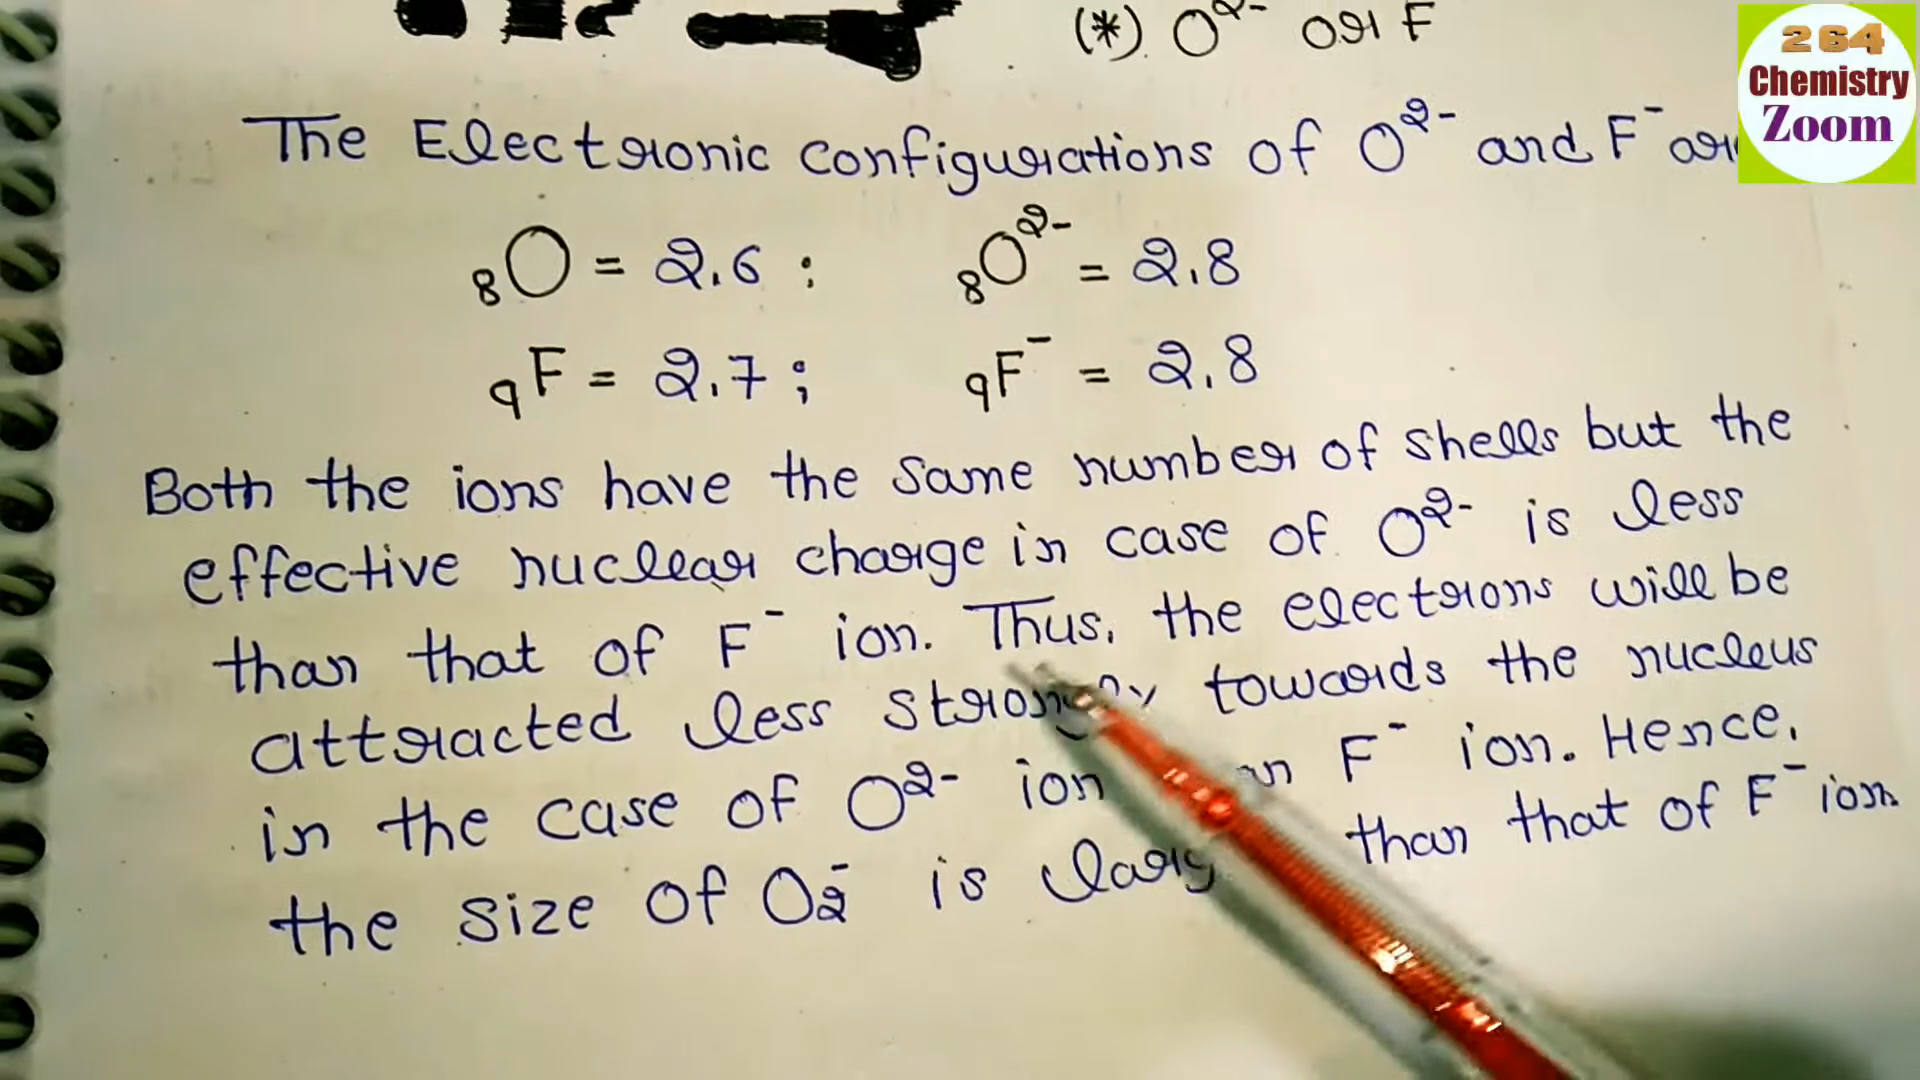 (*) O²⁻ or F
264
Chemistry
Zoom
The Electronic configurations of O²⁻ and F⁻ are
₈O = 2.6 : ₈O²⁻ = 2.8
₉F = 2.7 ; ₉F⁻ = 2.8
Both the ions have the same number of shells but the
effective nuclear charge in case of O²⁻ is less
than that of F⁻ ion. Thus, the electrons will be
attracted less strongly towards the nucleus
in the case of O²⁻ ion F⁻ ion. Hence,
the size of O₂⁻ is than that of F⁻ ion